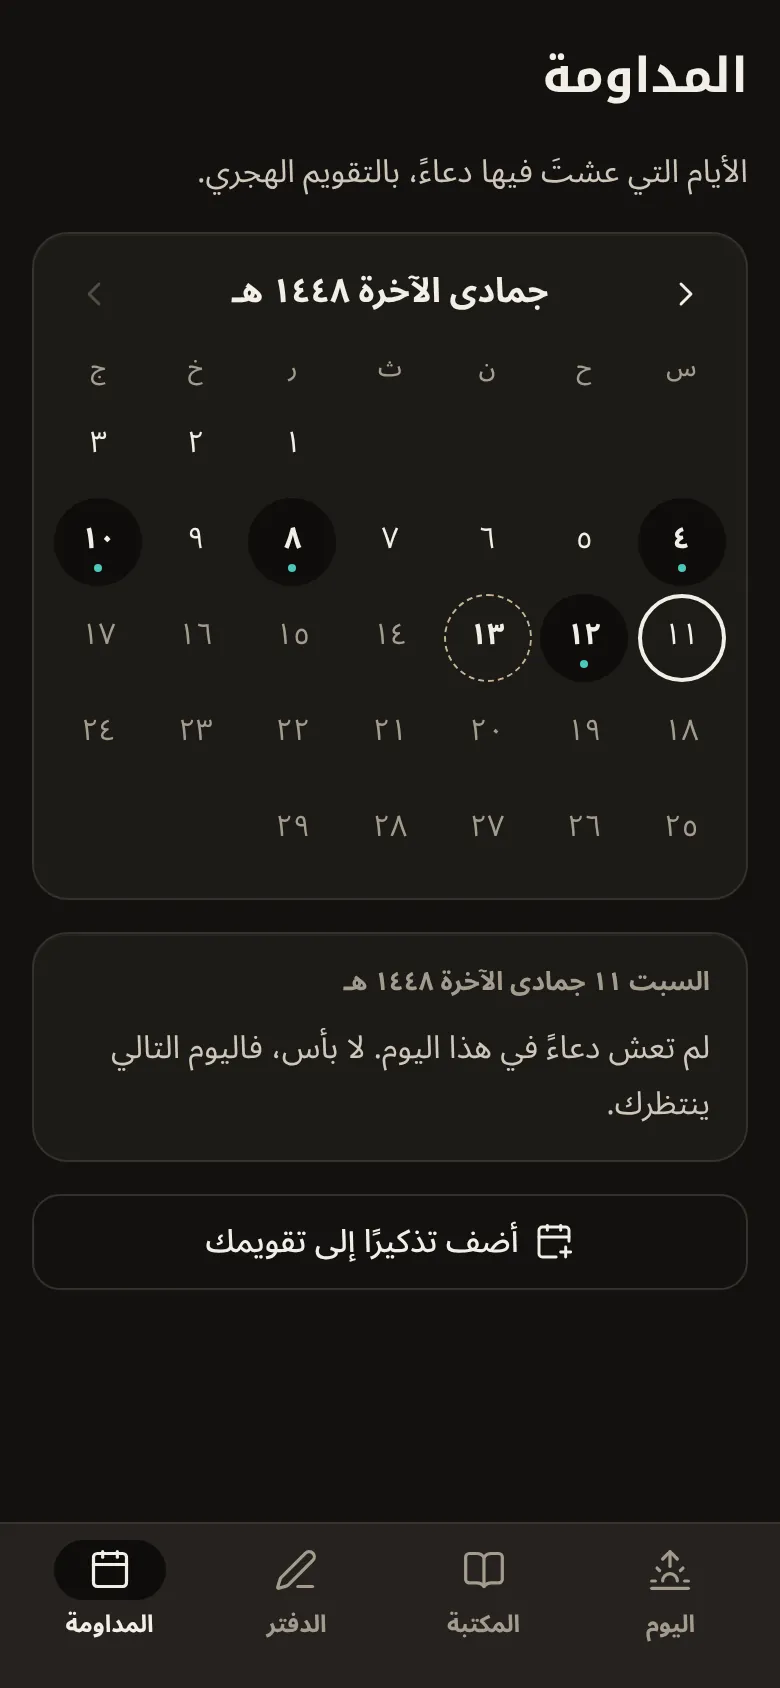 المداومة
الأيام التي عشتَ فيها دعاءً، بالتقويم الهجري.
جمادى الآخرة ١٤٤٨ هـ
س ح ن ث ر خ ج
١ ٢ ٣
٤ ٥ ٦ ٧ ٨ ٩ ١٠
١١ ١٢ ١٣ ١٤ ١٥ ١٦ ١٧
١٨ ١٩ ٢٠ ٢١ ٢٢ ٢٣ ٢٤
٢٥ ٢٦ ٢٧ ٢٨ ٢٩
السبت ١١ جمادى الآخرة ١٤٤٨ هـ
لم تعش دعاءً في هذا اليوم. لا بأس، فاليوم التالي
ينتظرك.
أضف تذكيرًا إلى تقويمك
اليوم المكتبة الدفتر المداومة